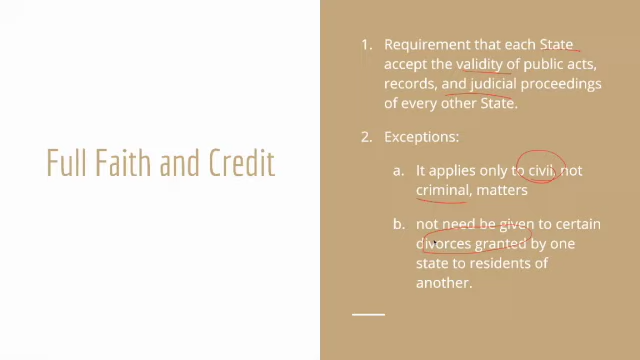 Full Faith and Credit
1. Requirement that each State
accept the validity of public acts,
records, and judicial proceedings
of every other State.
2. Exceptions:
a. It applies only to civil, not
criminal, matters
b. not need be given to certain
divorces granted by one
state to residents of
another.